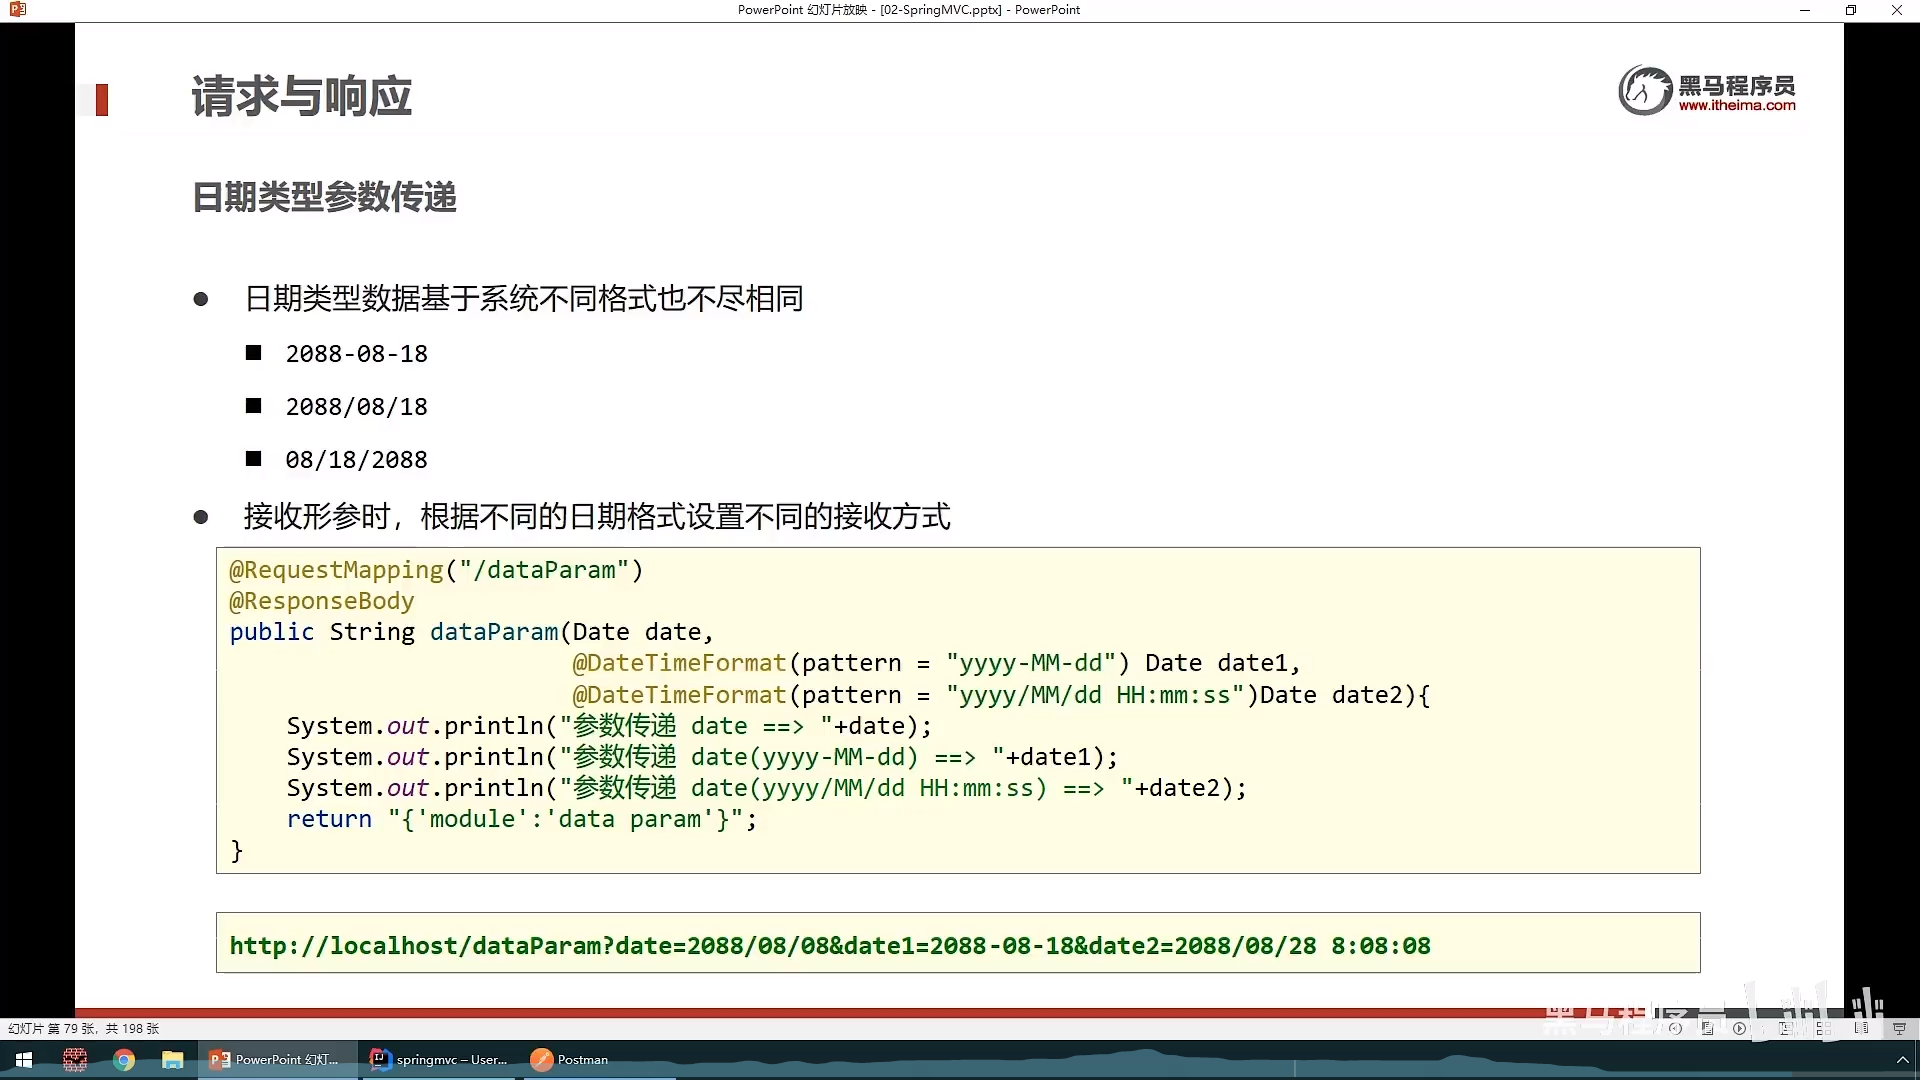 PowerPoint 幻灯片放映 - [02-SpringMVC.pptx] - PowerPoint
请求与响应
黑马程序员
www.itheima.com
日期类型参数传递
日期类型数据基于系统不同格式也不尽相同
2088-08-18
2088/08/18
08/18/2088
接收形参时，根据不同的日期格式设置不同的接收方式
@RequestMapping("/dataParam")
@ResponseBody
public String dataParam(Date date,
@DateTimeFormat(pattern = "yyyy-MM-dd") Date date1,
@DateTimeFormat(pattern = "yyyy/MM/dd HH:mm:ss")Date date2){
System.out.println("参数传递 date ==> "+date);
System.out.println("参数传递 date(yyyy-MM-dd) ==> "+date1);
System.out.println("参数传递 date(yyyy/MM/dd HH:mm:ss) ==> "+date2);
return "{'module':'data param'}";
}
http://localhost/dataParam?date=2088/08/08&date1=2088-08-18&date2=2088/08/28 8:08:08
黑马程序员
幻灯片 第 79 张，共 198 张
PowerPoint 幻灯...
springmvc – User...
Postman